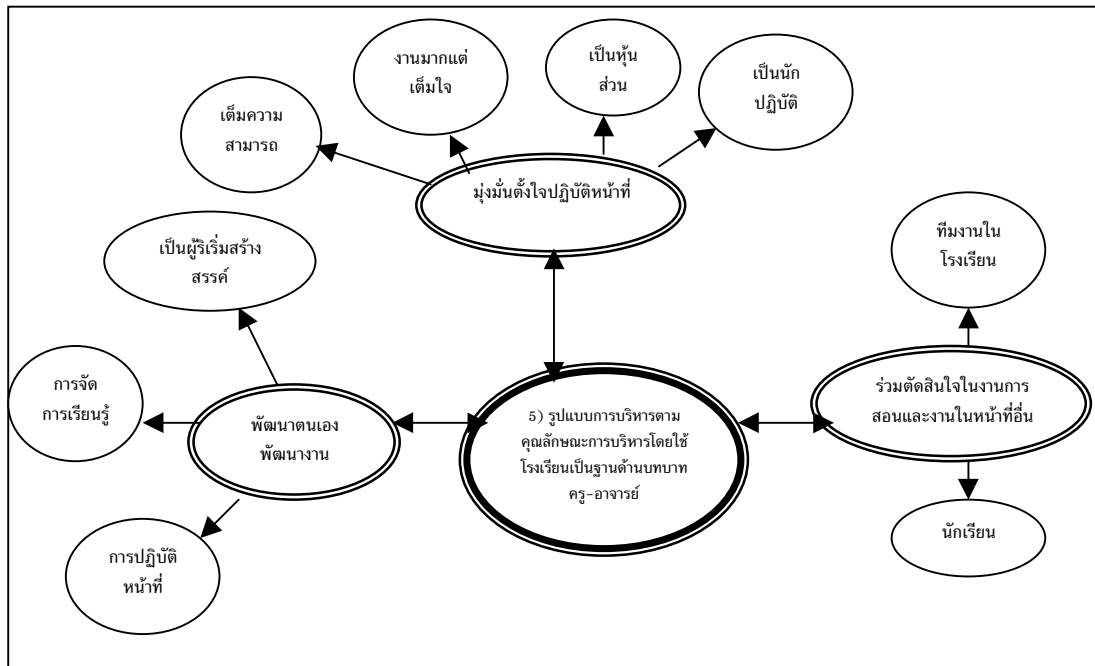 งานมากแต่
เต็มใจ
เป็นหุ้น
ส่วน
เป็นนัก
ปฏิบัติ
เต็มความ
สามารถ
มุ่งมั่นตั้งใจปฏิบัติหน้าที่
เป็นผู้ริเริ่มสร้าง
สรรค์
ทีมงานใน
โรงเรียน
การจัด
การเรียนรู้
พัฒนาตนเอง
พัฒนางาน
5) รูปแบบการบริหารตาม
คุณลักษณะการบริหารโดยใช้
โรงเรียนเป็นฐานด้านบทบาท
ครู-อาจารย์
ร่วมตัดสินใจในงานการ
สอนและงานในหน้าที่อื่น
การปฏิบัติ
หน้าที่
นักเรียน